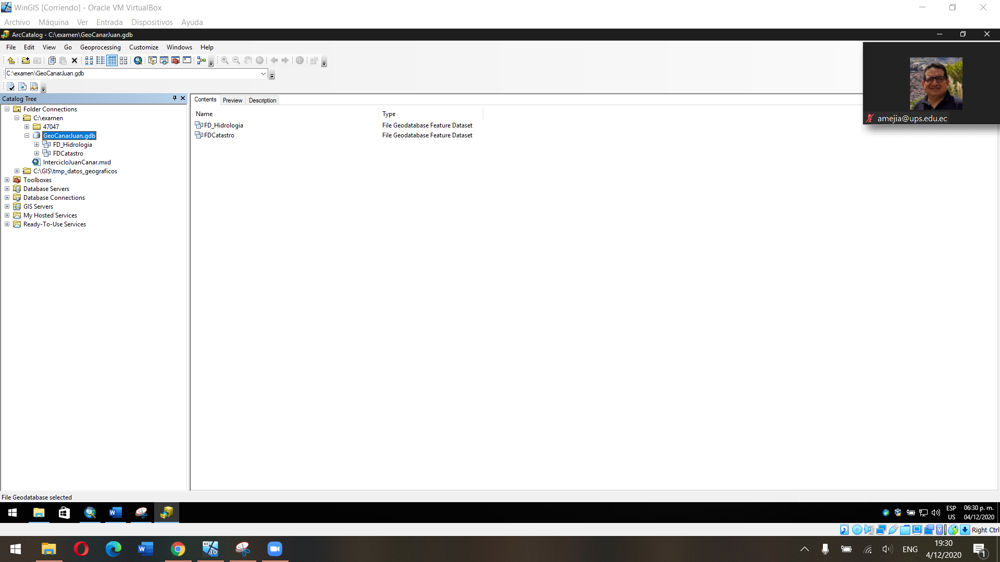 WinGIS [Corriendo] - Oracle VM VirtualBox
Archivo Máquina Ver Entrada Dispositivos Ayuda
ArcCatalog - C:\examen\GeoCanarJuan.gdb
File Edit View Go Geoprocessing Customize Windows Help
C:\examen\GeoCanarJuan.gdb
Catalog Tree
Folder Connections
C:\examen
47047
GeoCanarJuan.gdb
FD_Hidrologia
FDCatastro
IntercicloJuanCanar.mxd
C:\GIS\tmp_datos_geograficos
Toolboxes
Database Servers
Database Connections
GIS Servers
My Hosted Services
Ready-To-Use Services
Contents Preview Description
Name Type
FD_Hidrologia File Geodatabase Feature Dataset
FDCatastro File Geodatabase Feature Dataset
amejia@ups.edu.ec
File Geodatabase selected
ESP 06:30 p. m.
US 04/12/2020
Right Ctrl
64
10
ENG
19:30
4/12/2020
1